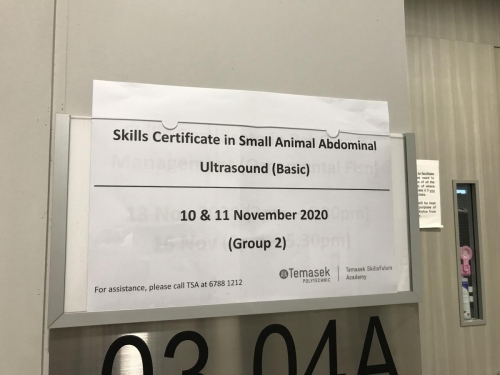 Skills Certificate in Small Animal Abdominal
Ultrasound (Basic)
10 & 11 November 2020
(Group 2)
Temasek
POLYTECHNIC
Temasek SkillsFuture
Academy
For assistance, please call TSA at 6788 1212
03 04A